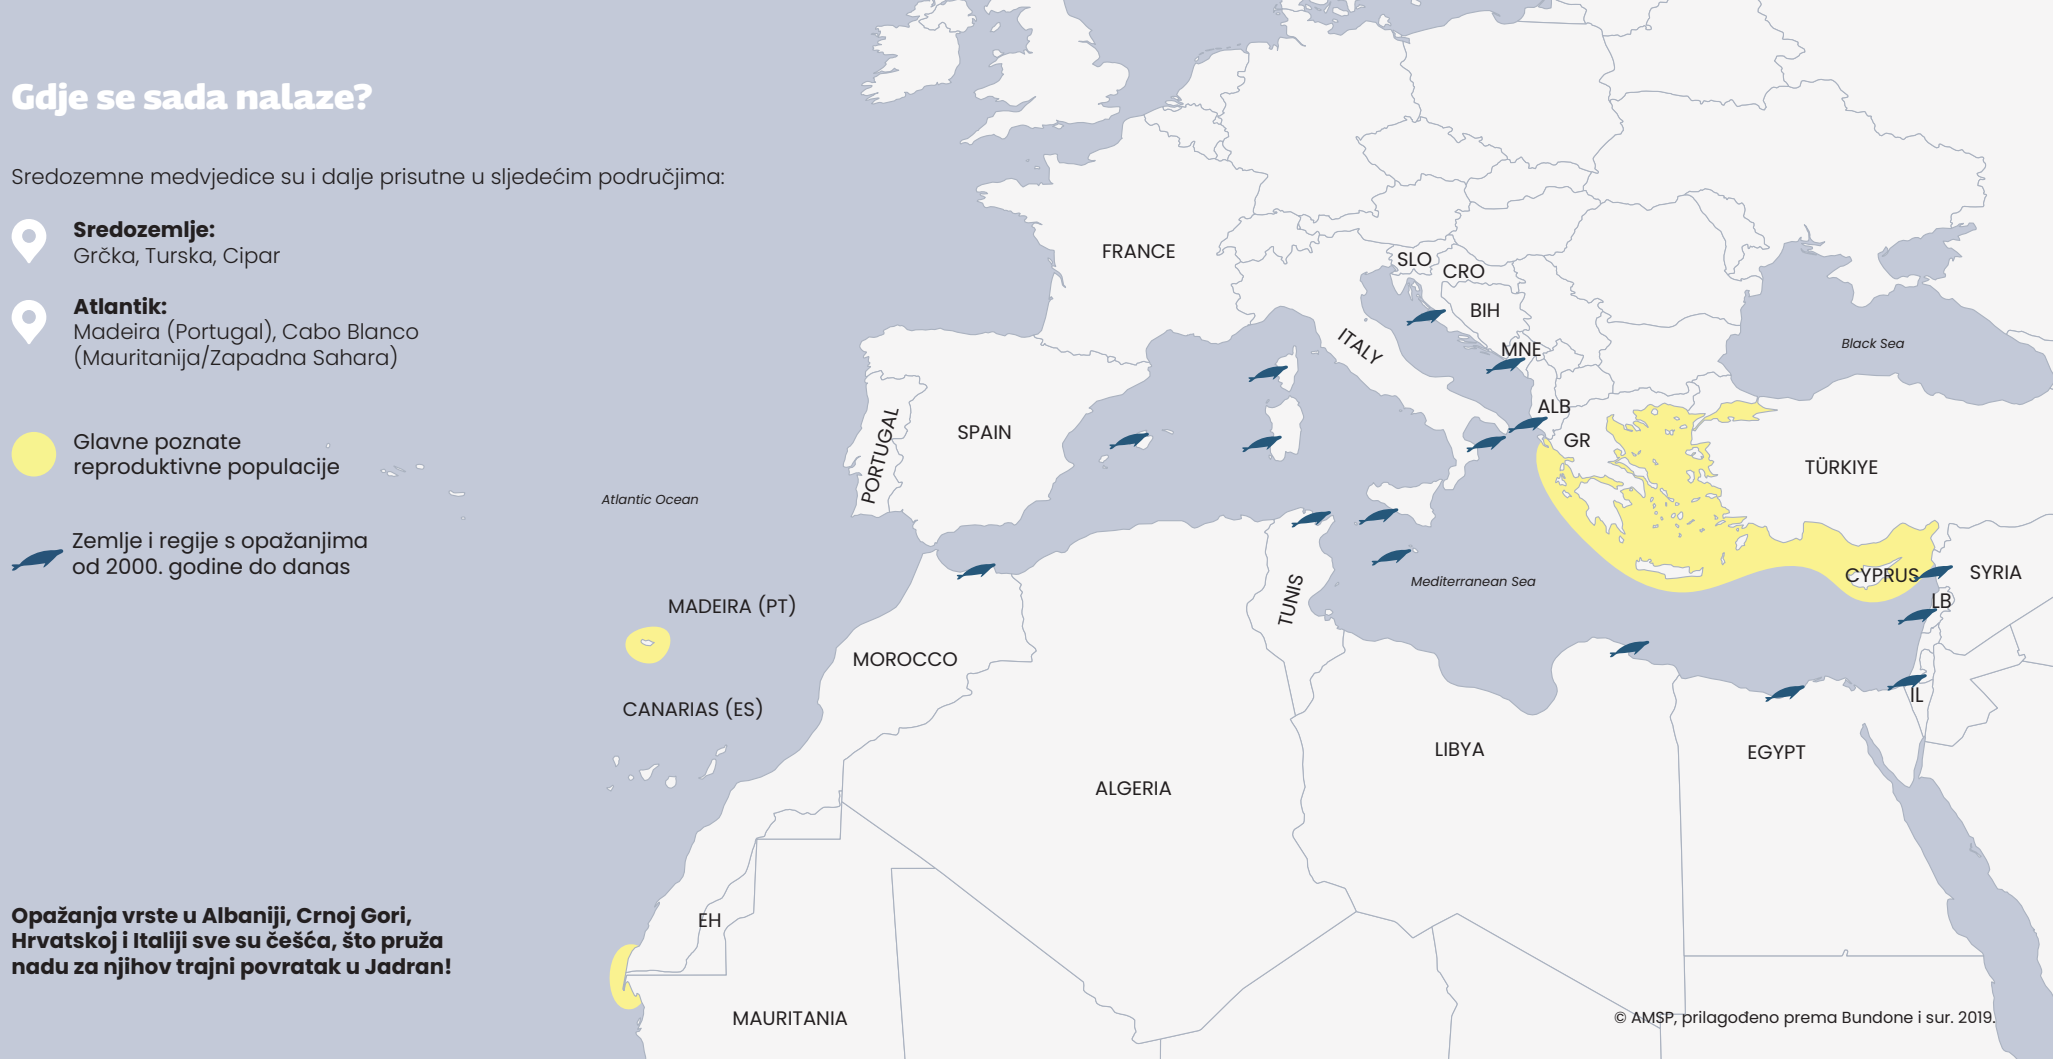 Gdje se sada nalaze?
Sredozemne medvjedice su i dalje prisutne u sljedećim područjima:
Sredozemlje:
Grčka, Turska, Cipar
Atlantik:
Madeira (Portugal), Cabo Blanco
(Mauritanija/Zapadna Sahara)
Glavne poznate
reproduktivne populacije
Zemlje i regije s opažanjima
od 2000. godine do danas
Opažanja vrste u Albaniji, Crnoj Gori,
Hrvatskoj i Italiji sve su češća, što pruža
nadu za njihov trajni povratak u Jadran!
FRANCE
SLO
CRO
BIH
ITALY
MNE
Black Sea
ALB
PORTUGAL
SPAIN
GR
TÜRKIYE
Atlantic Ocean
Mediterranean Sea
CYPRUS
SYRIA
LB
TUNIS
MADEIRA (PT)
MOROCCO
IL
CANARIAS (ES)
LIBYA
EGYPT
ALGERIA
EH
MAURITANIA
© AMSP, prilagođeno prema Bundone i sur. 2019.